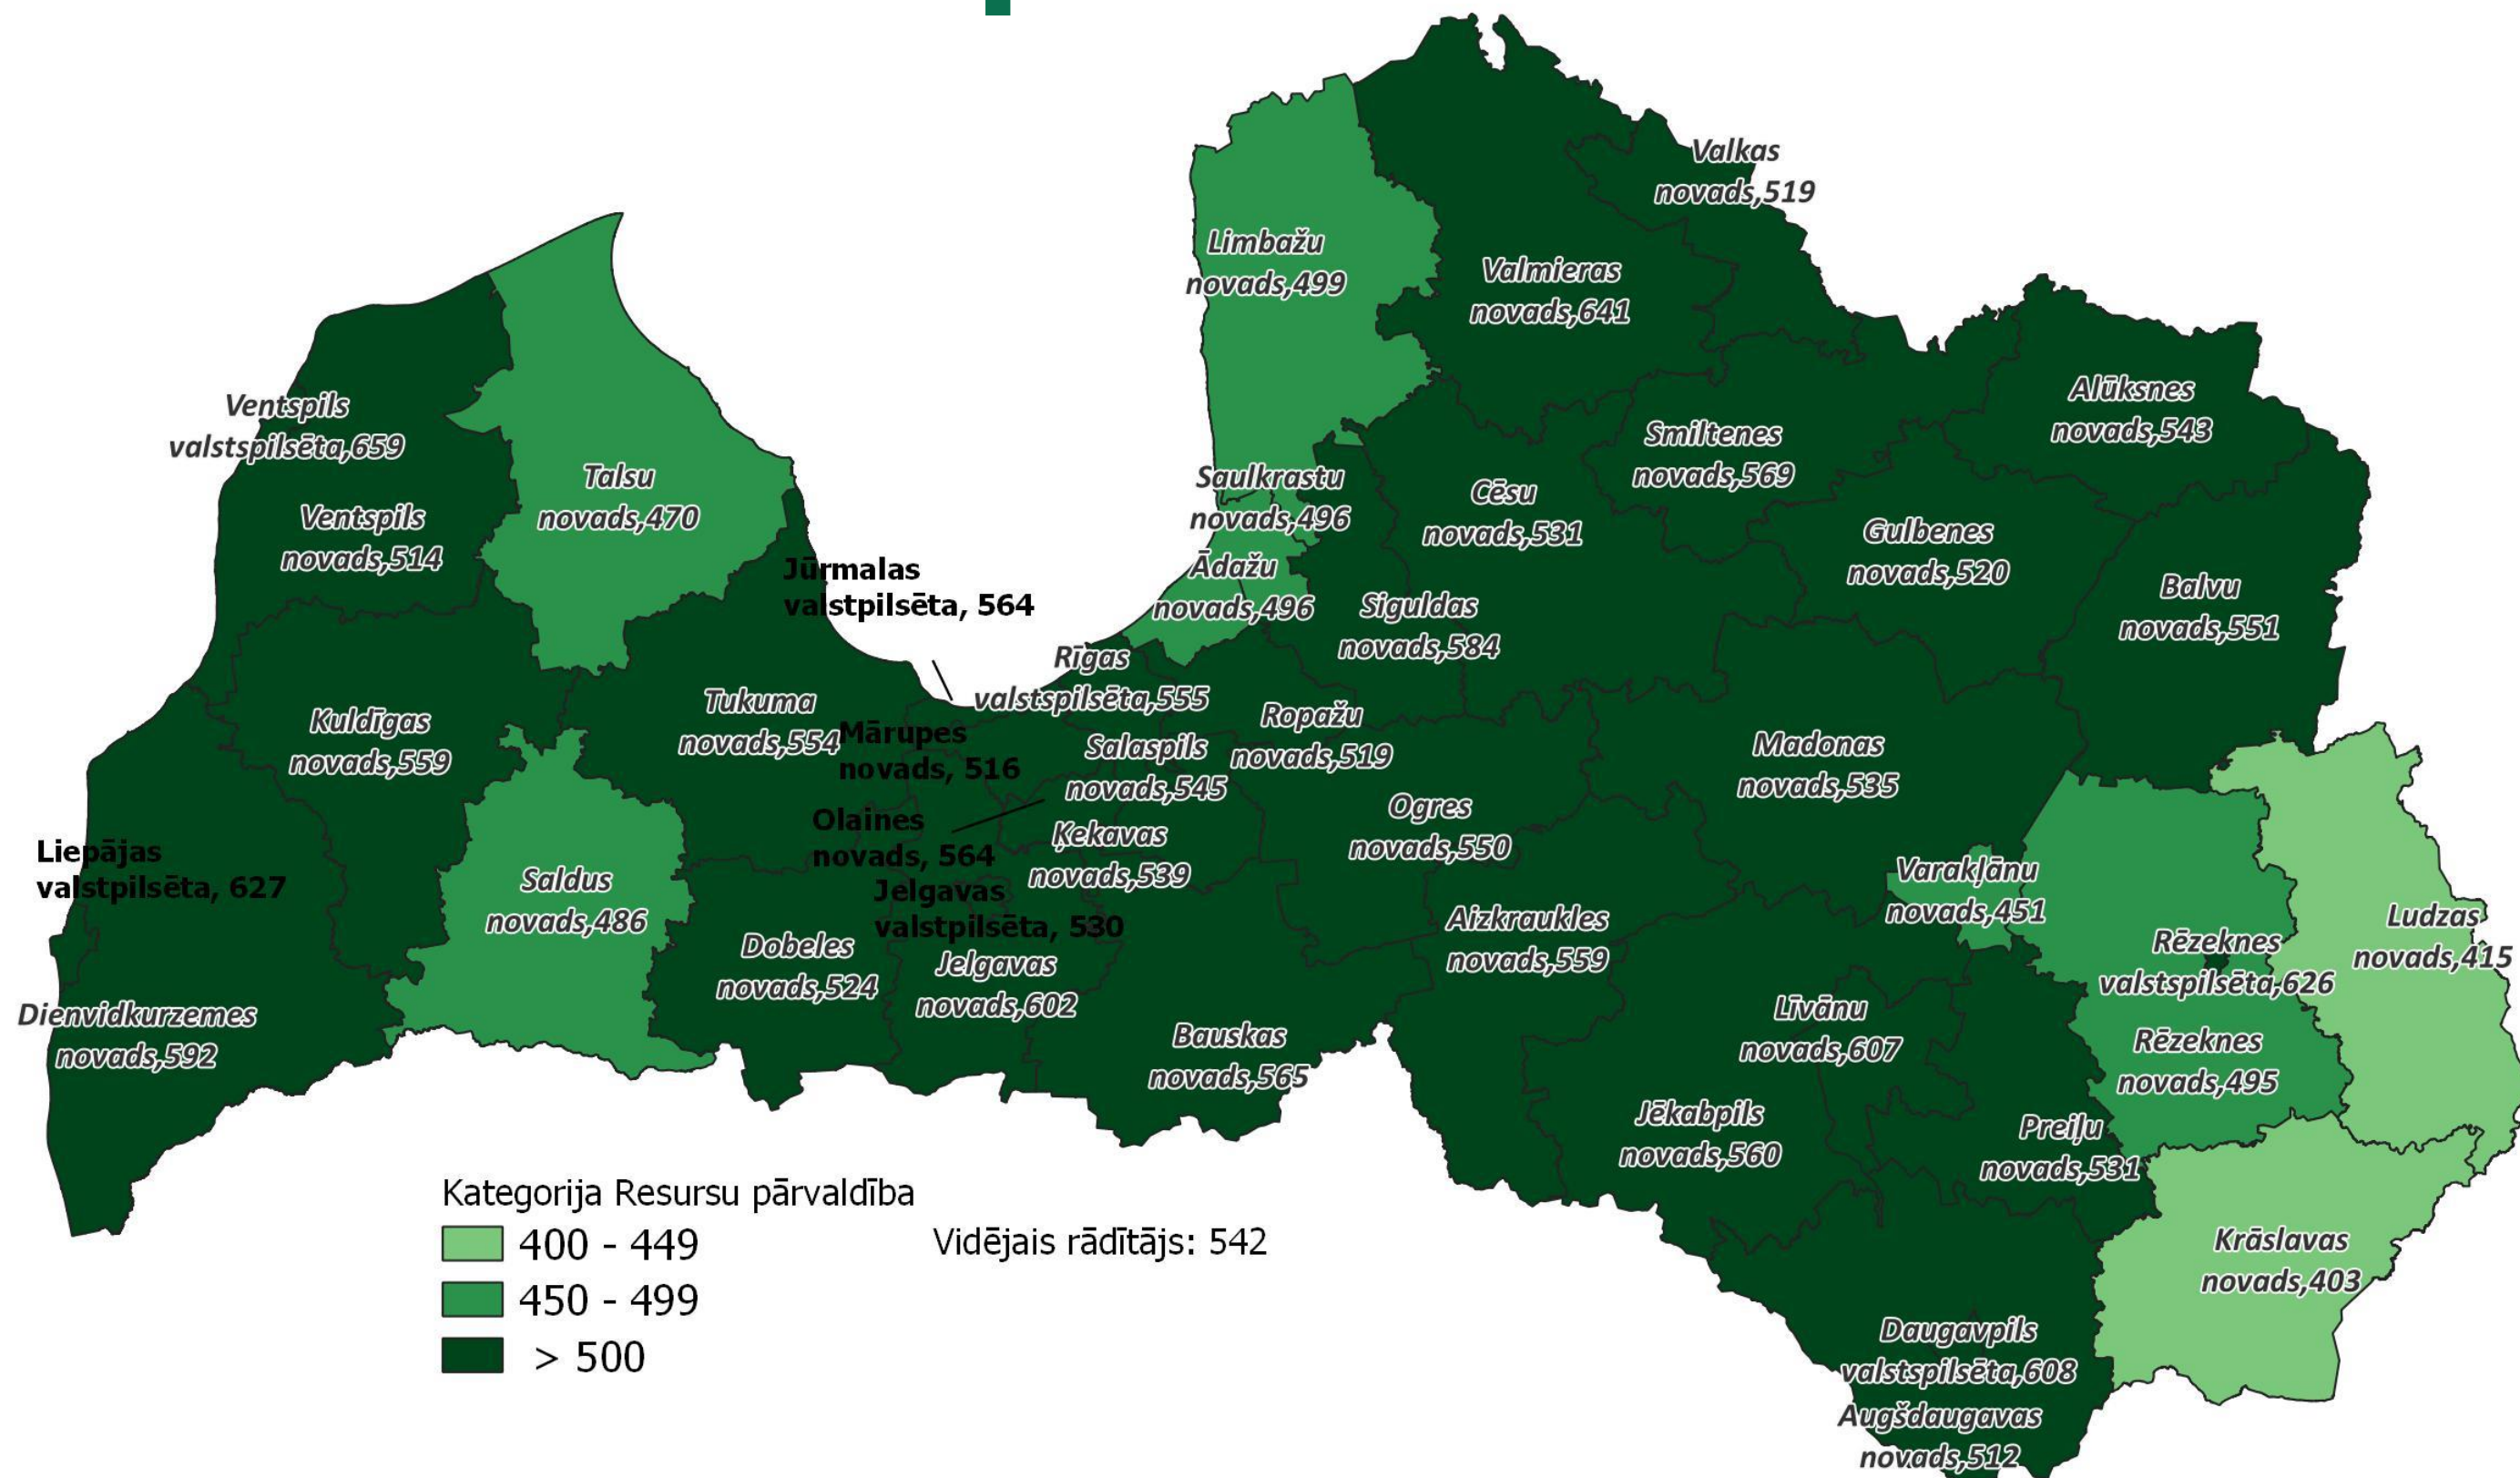 Valkas
novads,519
Limbažu
novads,499
Valmieras
novads,641
Alūksnes
novads,543
Ventspils
valstspilsēta,659
Smiltenes
novads,569
Talsu
novads,470
Saulkrastu
novads,496
Cēsu
novads,531
Ventspils
novads,514
Gulbenes
novads,520
Jūrmalas
valstpilsēta, 564
Ādažu
novads,496
Siguldas
novads,584
Balvu
novads,551
Rīgas
valstspilsēta,555
Tukuma
novads,554
Kuldīgas
novads,559
Ropažu
novads,519
Mārupes
novads, 516
Salaspils
novads,545
Madonas
novads,535
Ogres
novads,550
Olaines
novads, 564
Ķekavas
novads,539
Liepājas
valstpilsēta, 627
Saldus
novads,486
Jelgavas
valstpilsēta, 530
Varakļānu
novads,451
Aizkraukles
novads,559
Ludzas
novads,415
Dobeles
novads,524
Rēzeknes
valstspilsēta,626
Jelgavas
novads,602
Līvānu
novads,607
Dienvidkurzemes
novads,592
Bauskas
novads,565
Rēzeknes
novads,495
Jēkabpils
novads,560
Preiļu
novads,531
Krāslavas
novads,403
Daugavpils
valstspilsēta,608
Augšdaugavas
novads,512
Kategorija Resursu pārvaldība
400 - 449
450 - 499
> 500
Vidējais rādītājs: 542